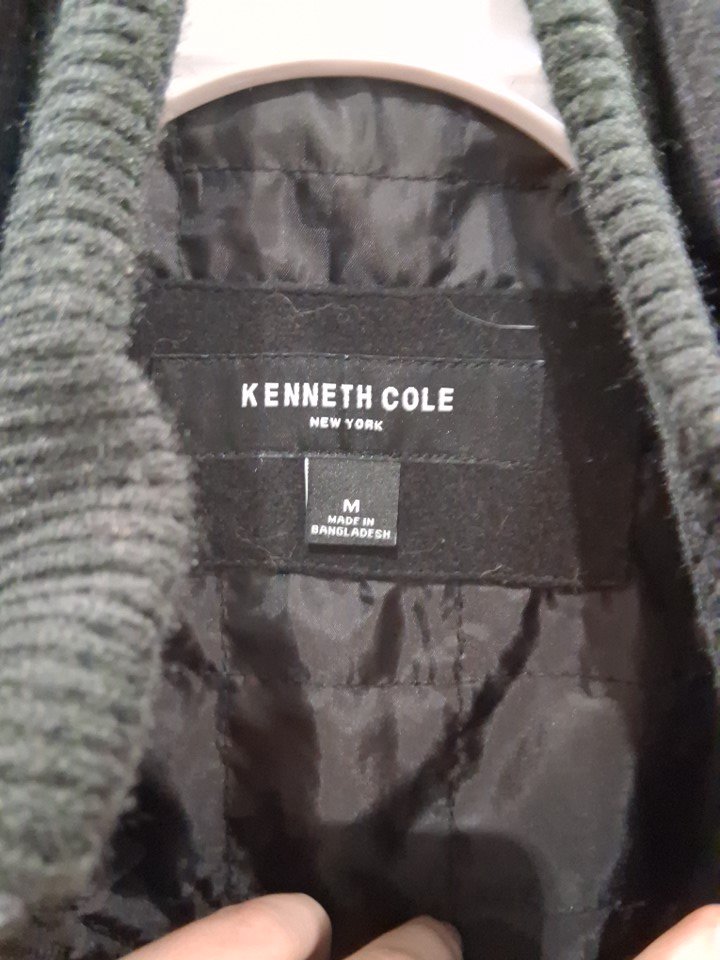 KENNETH COLE
NEW YORK
M
MADE IN
BANGLADESH